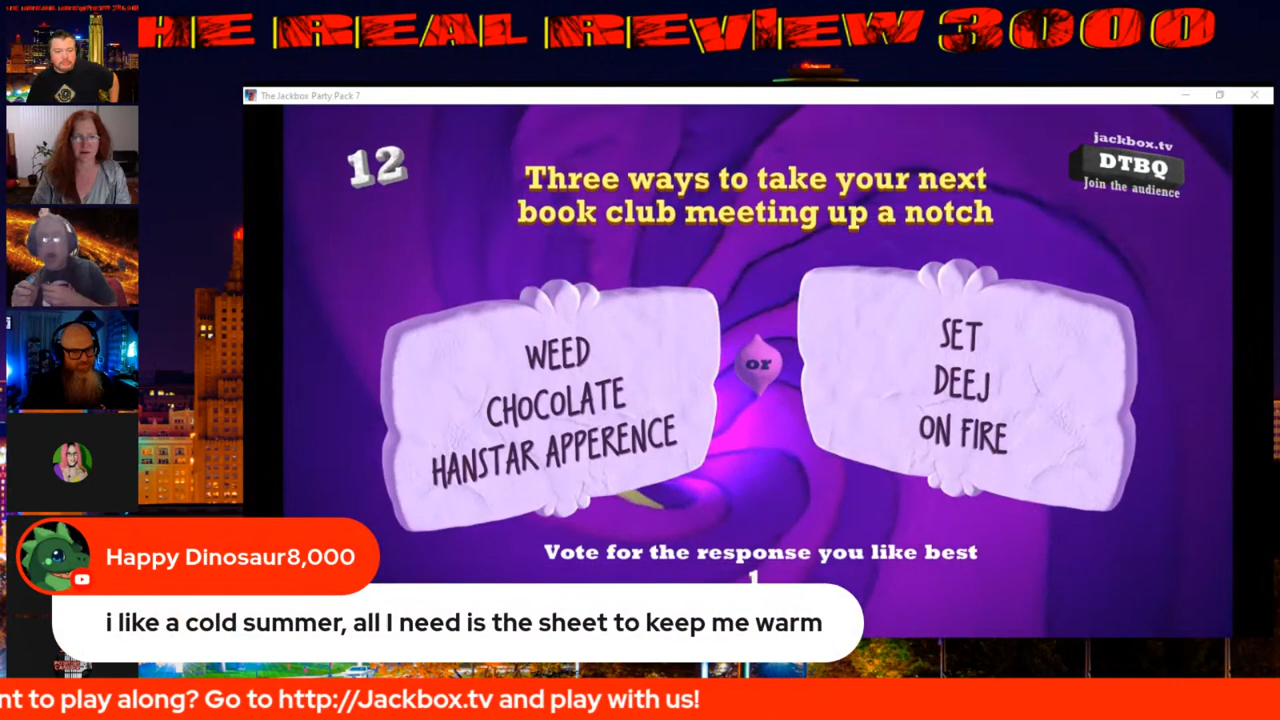 HE REAL REVIEW 3000
The Jackbox Party Pack 7
12
jackbox.tv
DTBQ
Join the audience
Three ways to take your next
book club meeting up a notch
WEED
CHOCOLATE
HANSTAR APPERENCE
or
SET
DEEJ
ON FIRE
Vote for the response you like best
1
Happy Dinosaur8,000
i like a cold summer, all I need is the sheet to keep me warm
nt to play along? Go to http://Jackbox.tv and play with us!